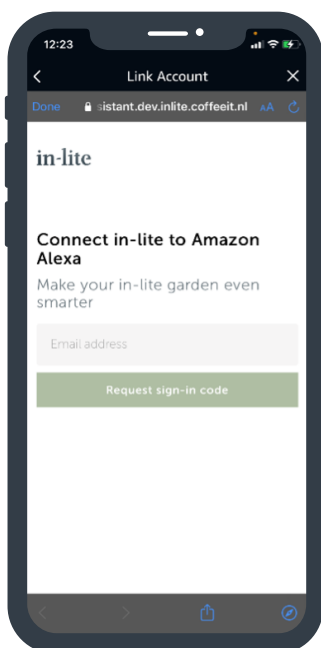 12:23
Link Account
Done sistant.dev.inlite.coffeeit.nl AA
in-lite
Connect in-lite to Amazon
Alexa
Make your in-lite garden even
smarter
Email address
Request sign-in code